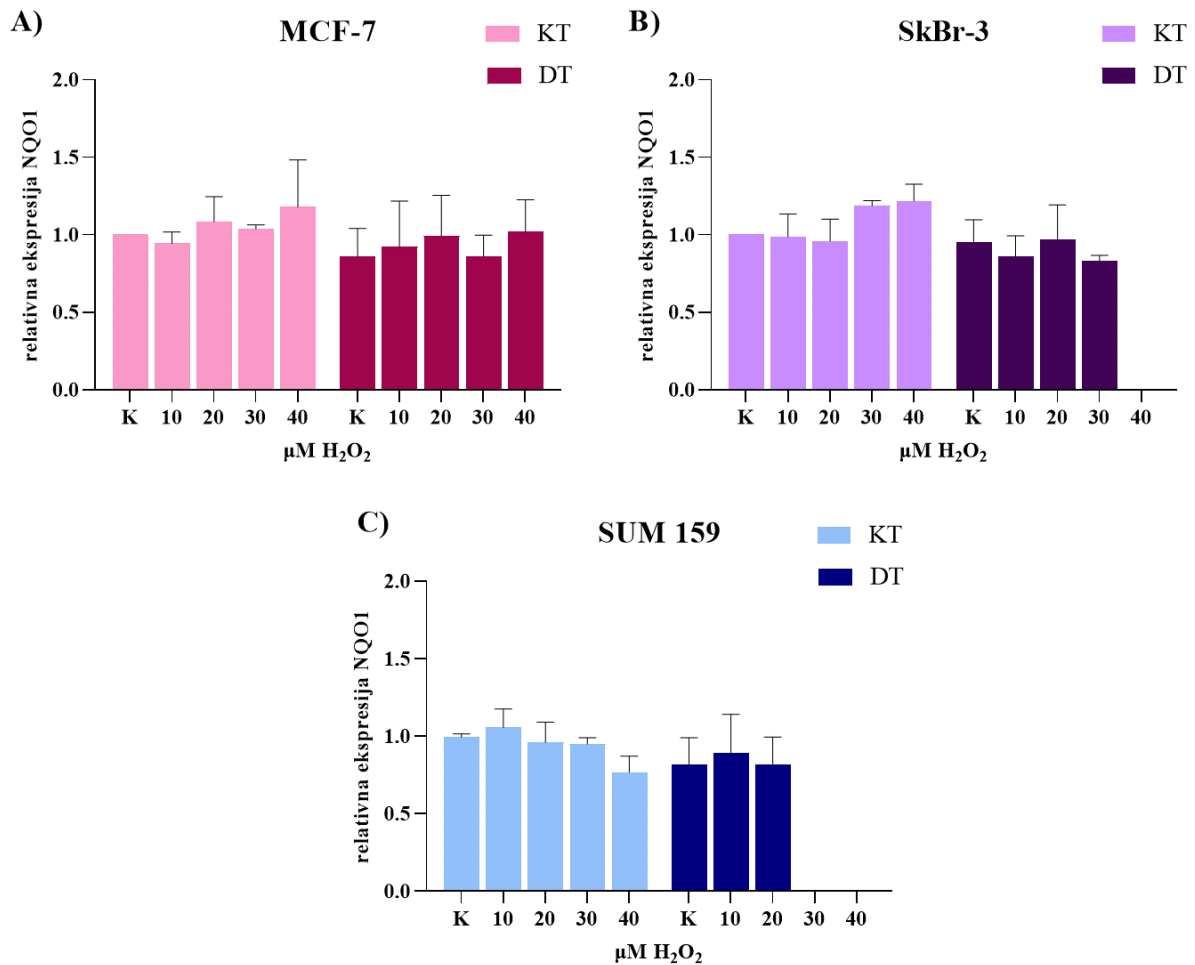 A)
MCF-7
KT
DT
relativna ekspresija NQO1
2.0
1.5
1.0
0.5
0.0
K 10 20 30 40 K 10 20 30 40
µM H₂O₂
B)
SkBr-3
KT
DT
relativna ekspresija NQO1
2.0
1.5
1.0
0.5
0.0
K 10 20 30 40 K 10 20 30 40
µM H₂O₂
C)
SUM 159
KT
DT
relativna ekspresija NQO1
2.0
1.5
1.0
0.5
0.0
K 10 20 30 40 K 10 20 30 40
µM H₂O₂